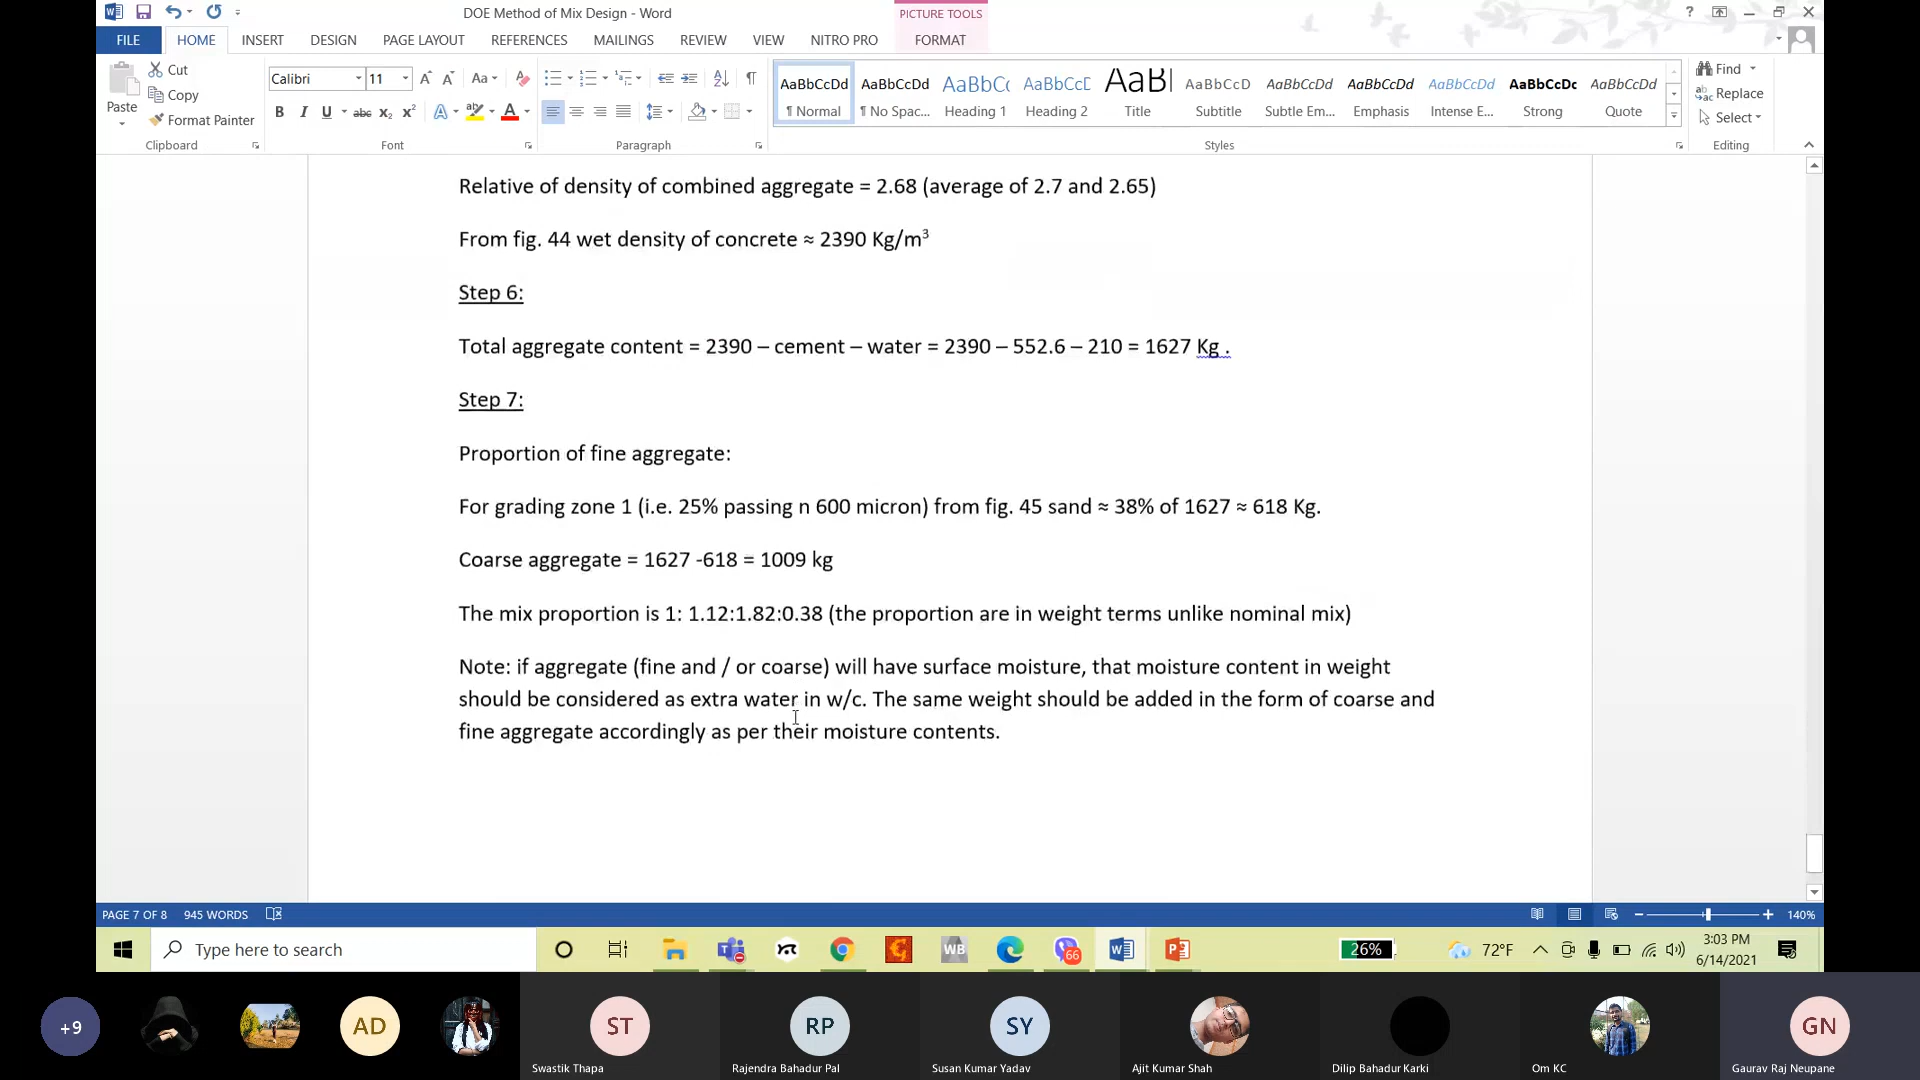 DOE Method of Mix Design - Word
PICTURE TOOLS
FILE HOME INSERT DESIGN PAGE LAYOUT REFERENCES MAILINGS REVIEW VIEW NITRO PRO FORMAT
Paste
Cut
Copy
Format Painter
Clipboard
Calibri 11
Font
Paragraph
AaBbCcDd AaBbCcDd AaBbC( AaBbCcD AaB AaBbCcD AaBbCcDd AaBbCcDd AaBbCcDd AaBbCcDc AaBbCcDd
¶ Normal ¶ No Spac... Heading 1 Heading 2 Title Subtitle Subtle Em... Emphasis Intense E... Strong Quote
Styles
Find
Replace
Select
Editing
Relative of density of combined aggregate = 2.68 (average of 2.7 and 2.65)
From fig. 44 wet density of concrete ≈ 2390 Kg/m³
Step 6:
Total aggregate content = 2390 – cement – water = 2390 – 552.6 – 210 = 1627 Kg .
Step 7:
Proportion of fine aggregate:
For grading zone 1 (i.e. 25% passing n 600 micron) from fig. 45 sand ≈ 38% of 1627 ≈ 618 Kg.
Coarse aggregate = 1627 -618 = 1009 kg
The mix proportion is 1: 1.12:1.82:0.38 (the proportion are in weight terms unlike nominal mix)
Note: if aggregate (fine and / or coarse) will have surface moisture, that moisture content in weight
should be considered as extra water in w/c. The same weight should be added in the form of coarse and
fine aggregate accordingly as per their moisture contents.
PAGE 7 OF 8 945 WORDS 140%
Type here to search
WB
66
26%
72°F
3:03 PM
6/14/2021
+9
AD
ST
RP
SY
GN
Swastik Thapa
Rajendra Bahadur Pal
Susan Kumar Yadav
Ajit Kumar Shah
Dilip Bahadur Karki
Om KC
Gaurav Raj Neupane